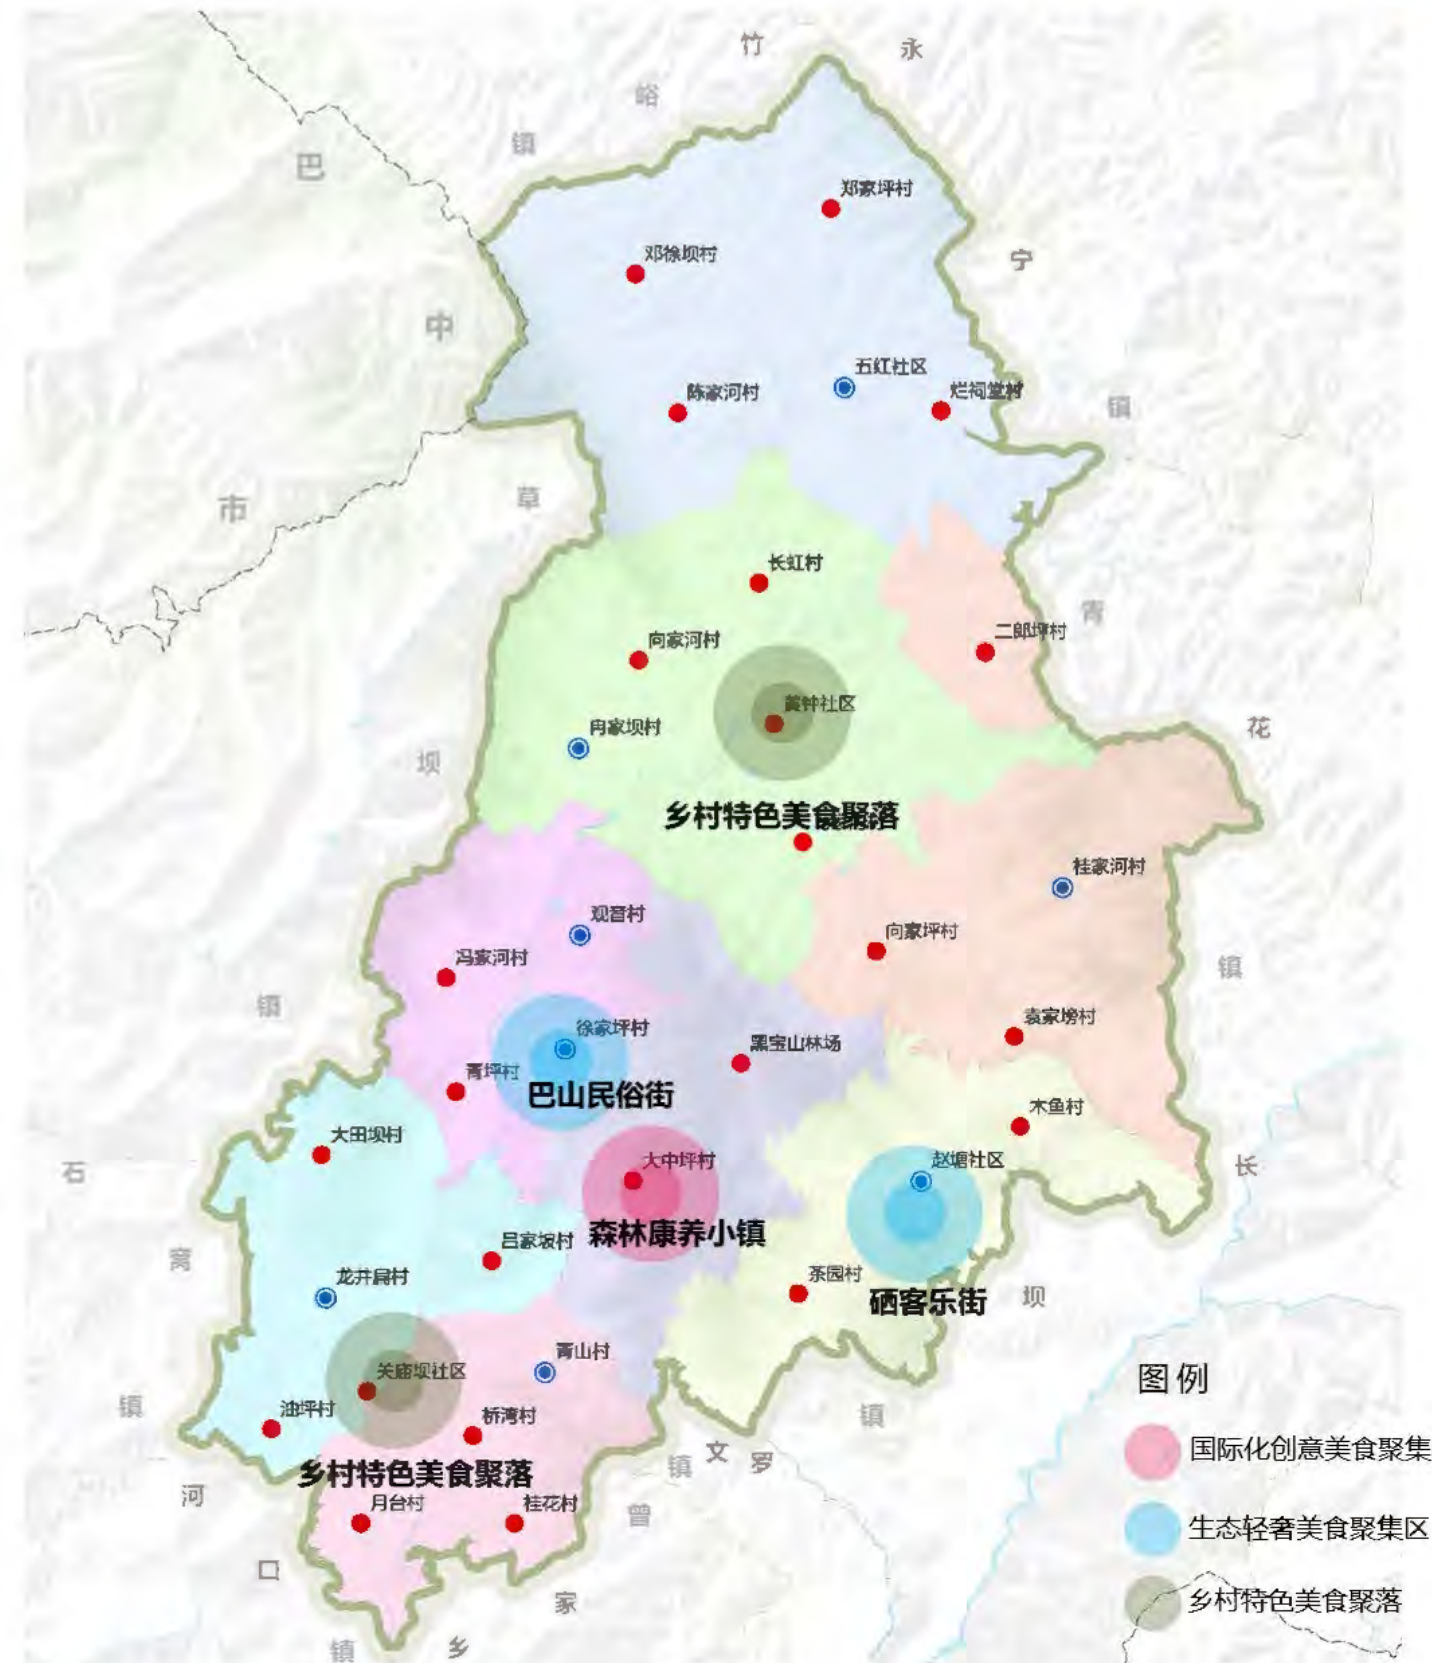 竹
永
峪
镇
巴
郑家坪村
邓徐坝村
宁
中
五红社区
陈家河村
烂祠堂村
镇
市
草
长虹村
青
二郎坪村
向家河村
黄钟社区
冉家坝村
花
坝
乡村特色美食聚落
桂家河村
观音村
向家坪村
冯家河村
镇
镇
袁家塝村
徐家坪村
黑宝山林场
青坪村
巴山民俗街
木鱼村
大田坝村
大中坪村
赵塘社区
石
长
森林康养小镇
吕家坡村
窝
龙井扁村
茶园村
硒客乐街
坝
青山村
关庙坝社区
图例
镇
油坪村
桥湾村
镇
国际化创意美食聚集
文
罗
镇
乡村特色美食聚落
河
月台村
桂花村
曾
生态轻奢美食聚集区
口
家
乡村特色美食聚落
镇
乡